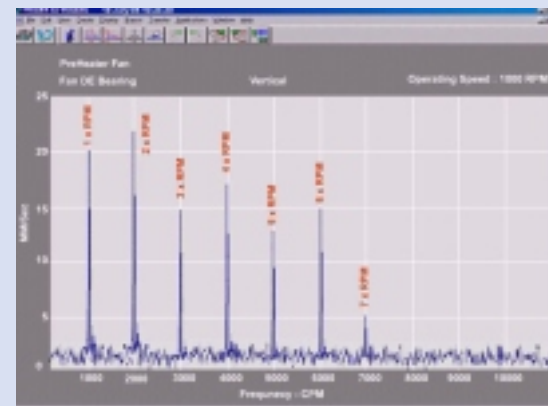 PreHeater Fan
Fan DE Bearing Vertical Operating Speed : 1000 RPM
25
20
15
10
5
0
MM/Sec
1 x RPM
2 x RPM
3 x RPM
4 x RPM
5 x RPM
6 x RPM
7 x RPM
1000 2000 3000 4000 5000 6000 7000 8000 9000 10000
Frequency : CPM